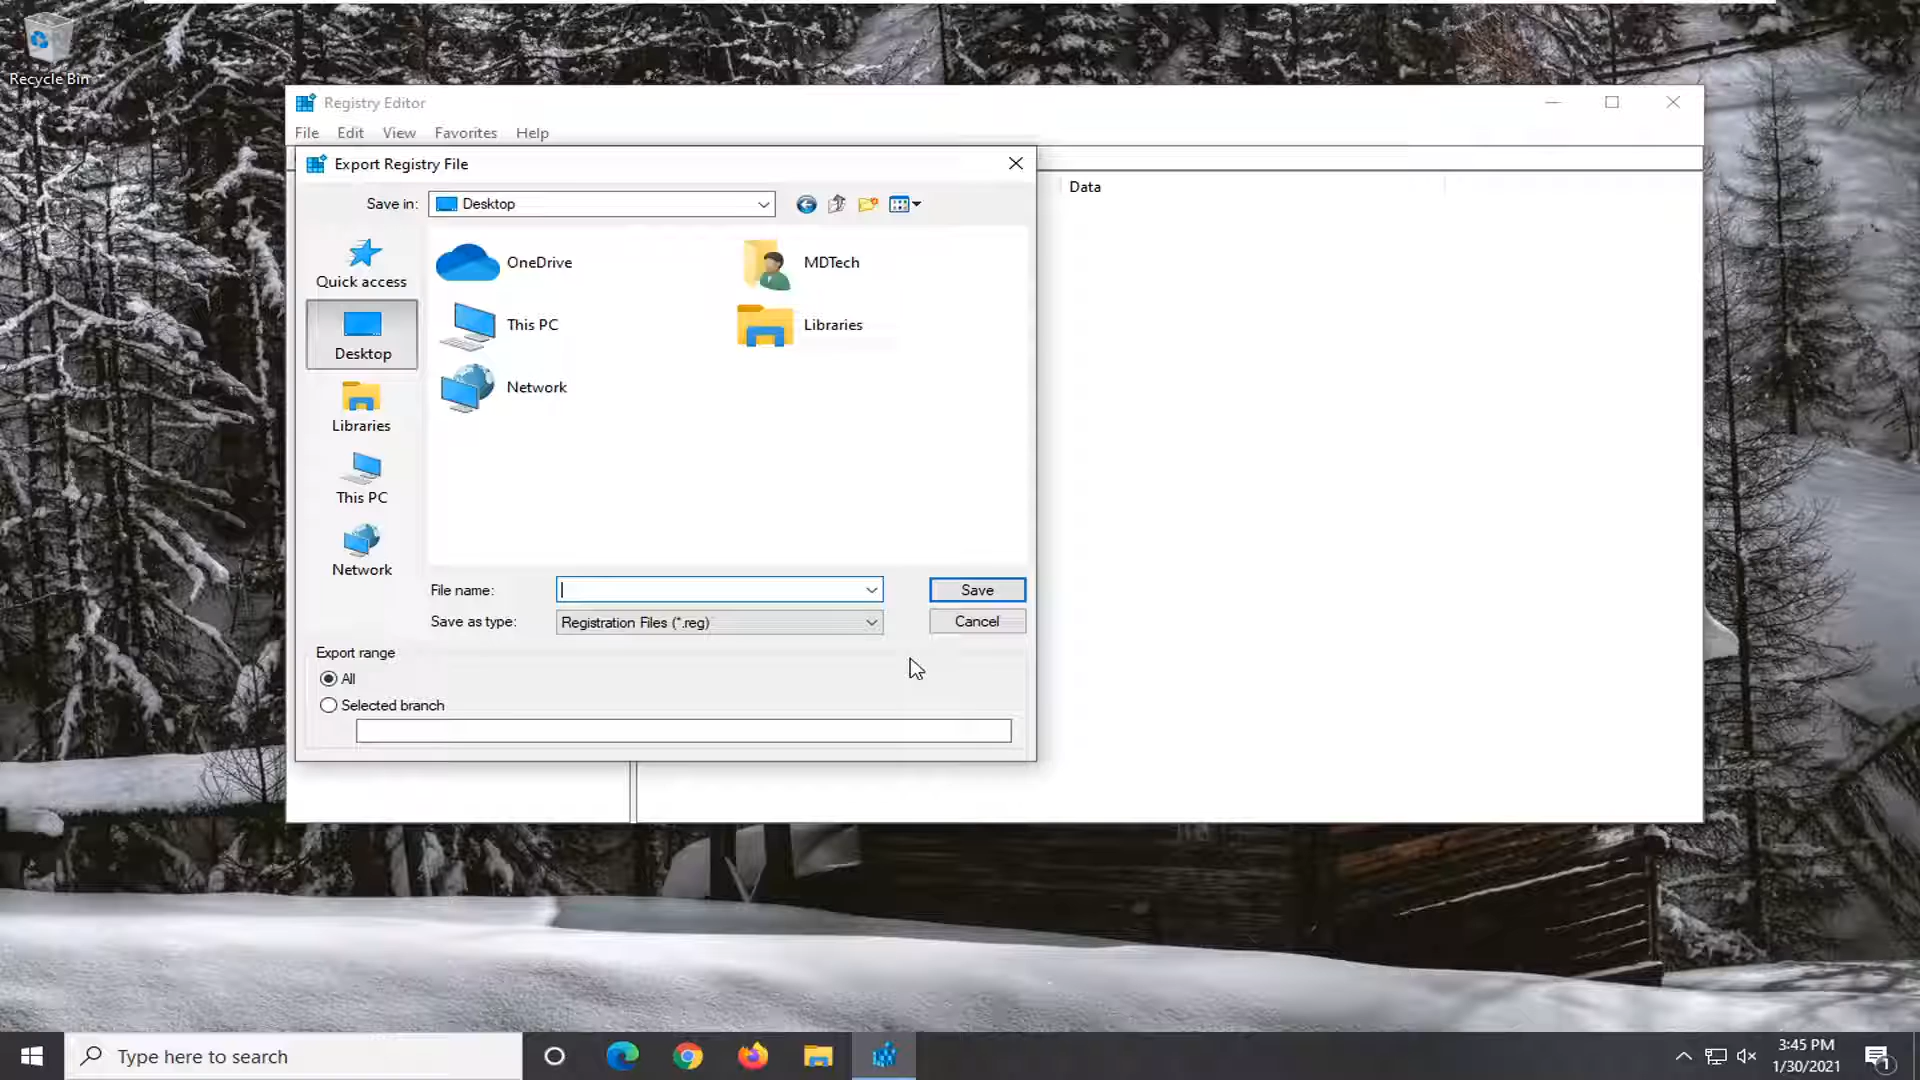 Recycle Bin
Registry Editor
File Edit View Favorites Help
Export Registry File
Save in: Desktop
Data
Quick access
Desktop
Libraries
This PC
Network
OneDrive
MDTech
This PC
Libraries
Network
File name:
Save
Save as type: Registration Files (*.reg)
Cancel
Export range
All
Selected branch
Type here to search
3:45 PM
1/30/2021
1